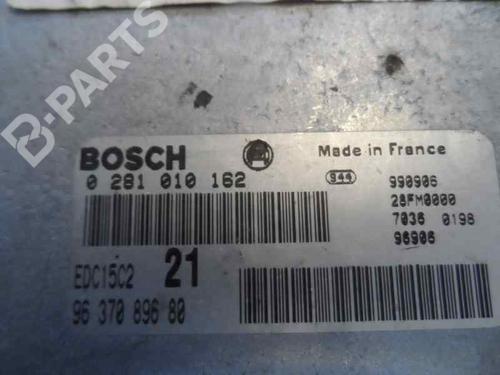 B-PARTS
BOSCH
Made in France
0 281 010 162
944
990906
28FM0000
7036 0198
96906
EDC15C2
21
96 370 896 80